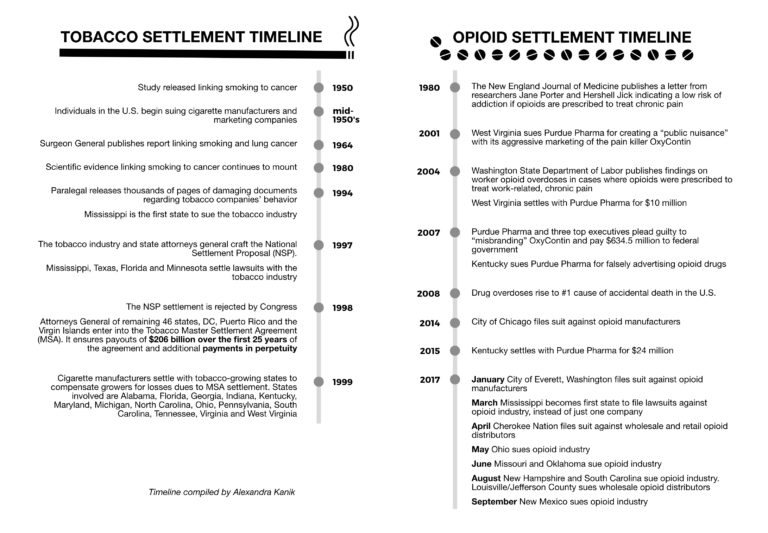 TOBACCO SETTLEMENT TIMELINE
Study released linking smoking to cancer
1950
Individuals in the U.S. begin suing cigarette manufacturers and
marketing companies
mid-
1950's
Surgeon General publishes report linking smoking and lung cancer
1964
Scientific evidence linking smoking to cancer continues to mount
1980
Paralegal releases thousands of pages of damaging documents
regarding tobacco companies' behavior
1994
Mississippi is the first state to sue the tobacco industry
The tobacco industry and state attorneys general craft the National
Settlement Proposal (NSP).
1997
Mississippi, Texas, Florida and Minnesota settle lawsuits with the
tobacco industry
The NSP settlement is rejected by Congress
1998
Attorneys General of remaining 46 states, DC, Puerto Rico and the
Virgin Islands enter into the Tobacco Master Settlement Agreement
(MSA). It ensures payouts of $206 billion over the first 25 years of
the agreement and additional payments in perpetuity
Cigarette manufacturers settle with tobacco-growing states to
compensate growers for losses dues to MSA settlement. States
involved are Alabama, Florida, Georgia, Indiana, Kentucky,
Maryland, Michigan, North Carolina, Ohio, Pennsylvania, South
Carolina, Tennessee, Virginia and West Virginia
1999
Timeline compiled by Alexandra Kanik
OPIOID SETTLEMENT TIMELINE
1980
The New England Journal of Medicine publishes a letter from
researchers Jane Porter and Hershell Jick indicating a low risk of
addiction if opioids are prescribed to treat chronic pain
2001
West Virginia sues Purdue Pharma for creating a "public nuisance"
with its aggressive marketing of the pain killer OxyContin
2004
Washington State Department of Labor publishes findings on
worker opioid overdoses in cases where opioids were prescribed to
treat work-related, chronic pain
West Virginia settles with Purdue Pharma for $10 million
2007
Purdue Pharma and three top executives plead guilty to
"misbranding" OxyContin and pay $634.5 million to federal
government
Kentucky sues Purdue Pharma for falsely advertising opioid drugs
2008
Drug overdoses rise to #1 cause of accidental death in the U.S.
2014
City of Chicago files suit against opioid manufacturers
2015
Kentucky settles with Purdue Pharma for $24 million
2017
January City of Everett, Washington files suit against opioid
manufacturers
March Mississippi becomes first state to file lawsuits against
opioid industry, instead of just one company
April Cherokee Nation files suit against wholesale and retail opioid
distributors
May Ohio sues opioid industry
June Missouri and Oklahoma sue opioid industry
August New Hampshire and South Carolina sue opioid industry.
Louisville/Jefferson County sues wholesale opioid distributors
September New Mexico sues opioid industry